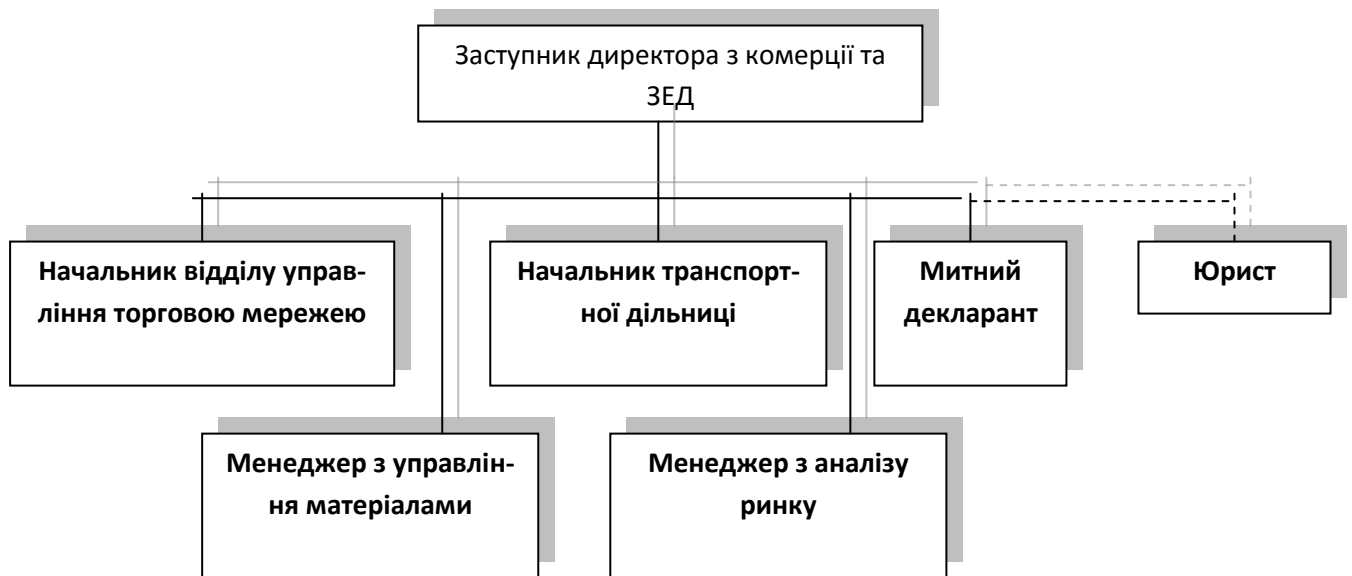 Заступник директора з комерції та
ЗЕД
Начальник відділу управ-
ління торговою мережею
Начальник транспорт-
ної дільниці
Митний
декларант
Юрист
Менеджер з управлін-
ня матеріалами
Менеджер з аналізу
ринку